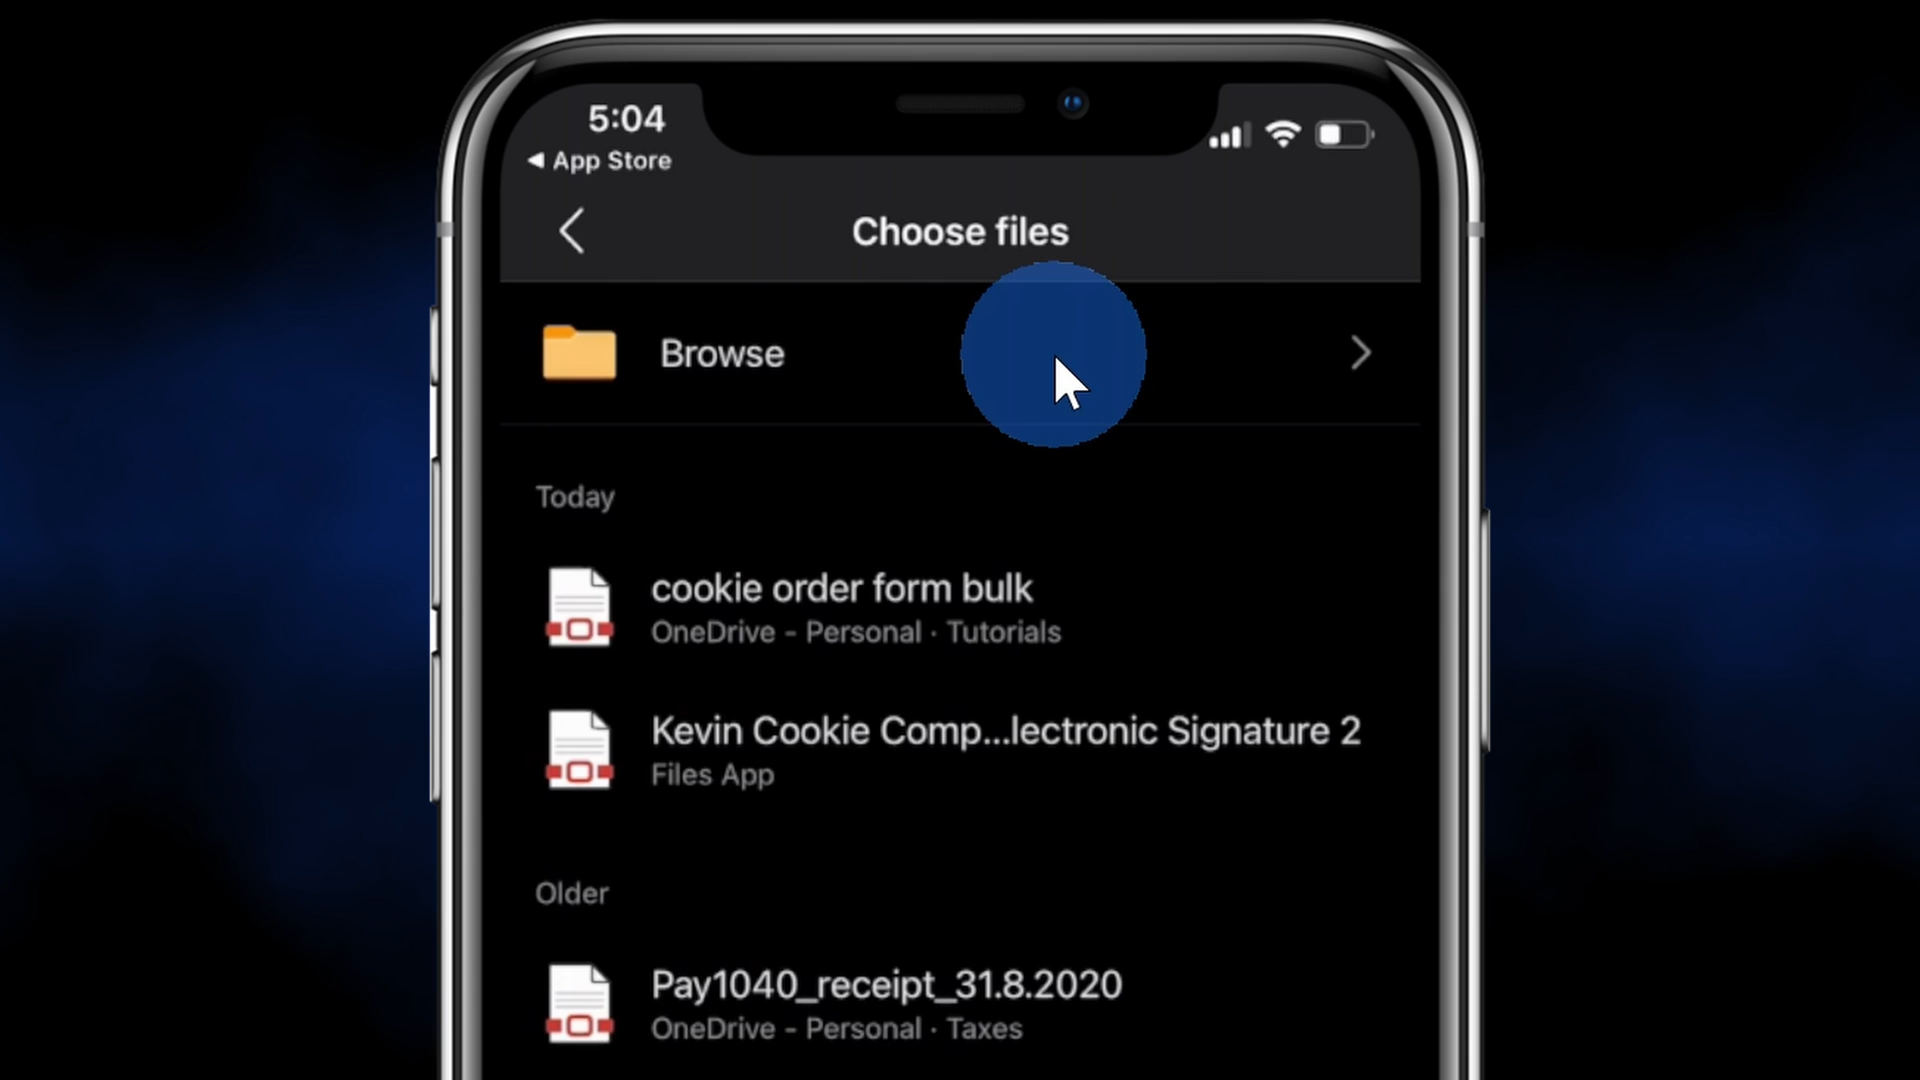 5:04
App Store
Choose files
Browse
Today
cookie order form bulk
OneDrive - Personal · Tutorials
Kevin Cookie Comp...lectronic Signature 2
Files App
Older
Pay1040_receipt_31.8.2020
OneDrive - Personal · Taxes